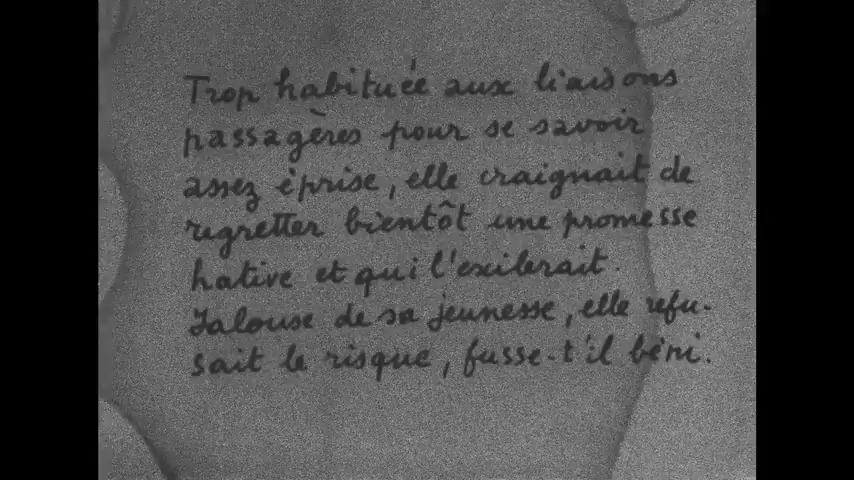 Trop habituée aux liaisons
passagères pour se savoir
assez éprise, elle craignait de
regretter bientôt une promesse
hative et qui l'exilerait.
Jalouse de sa jeunesse, elle refu-
sait le risque, fusse-t'il béni.